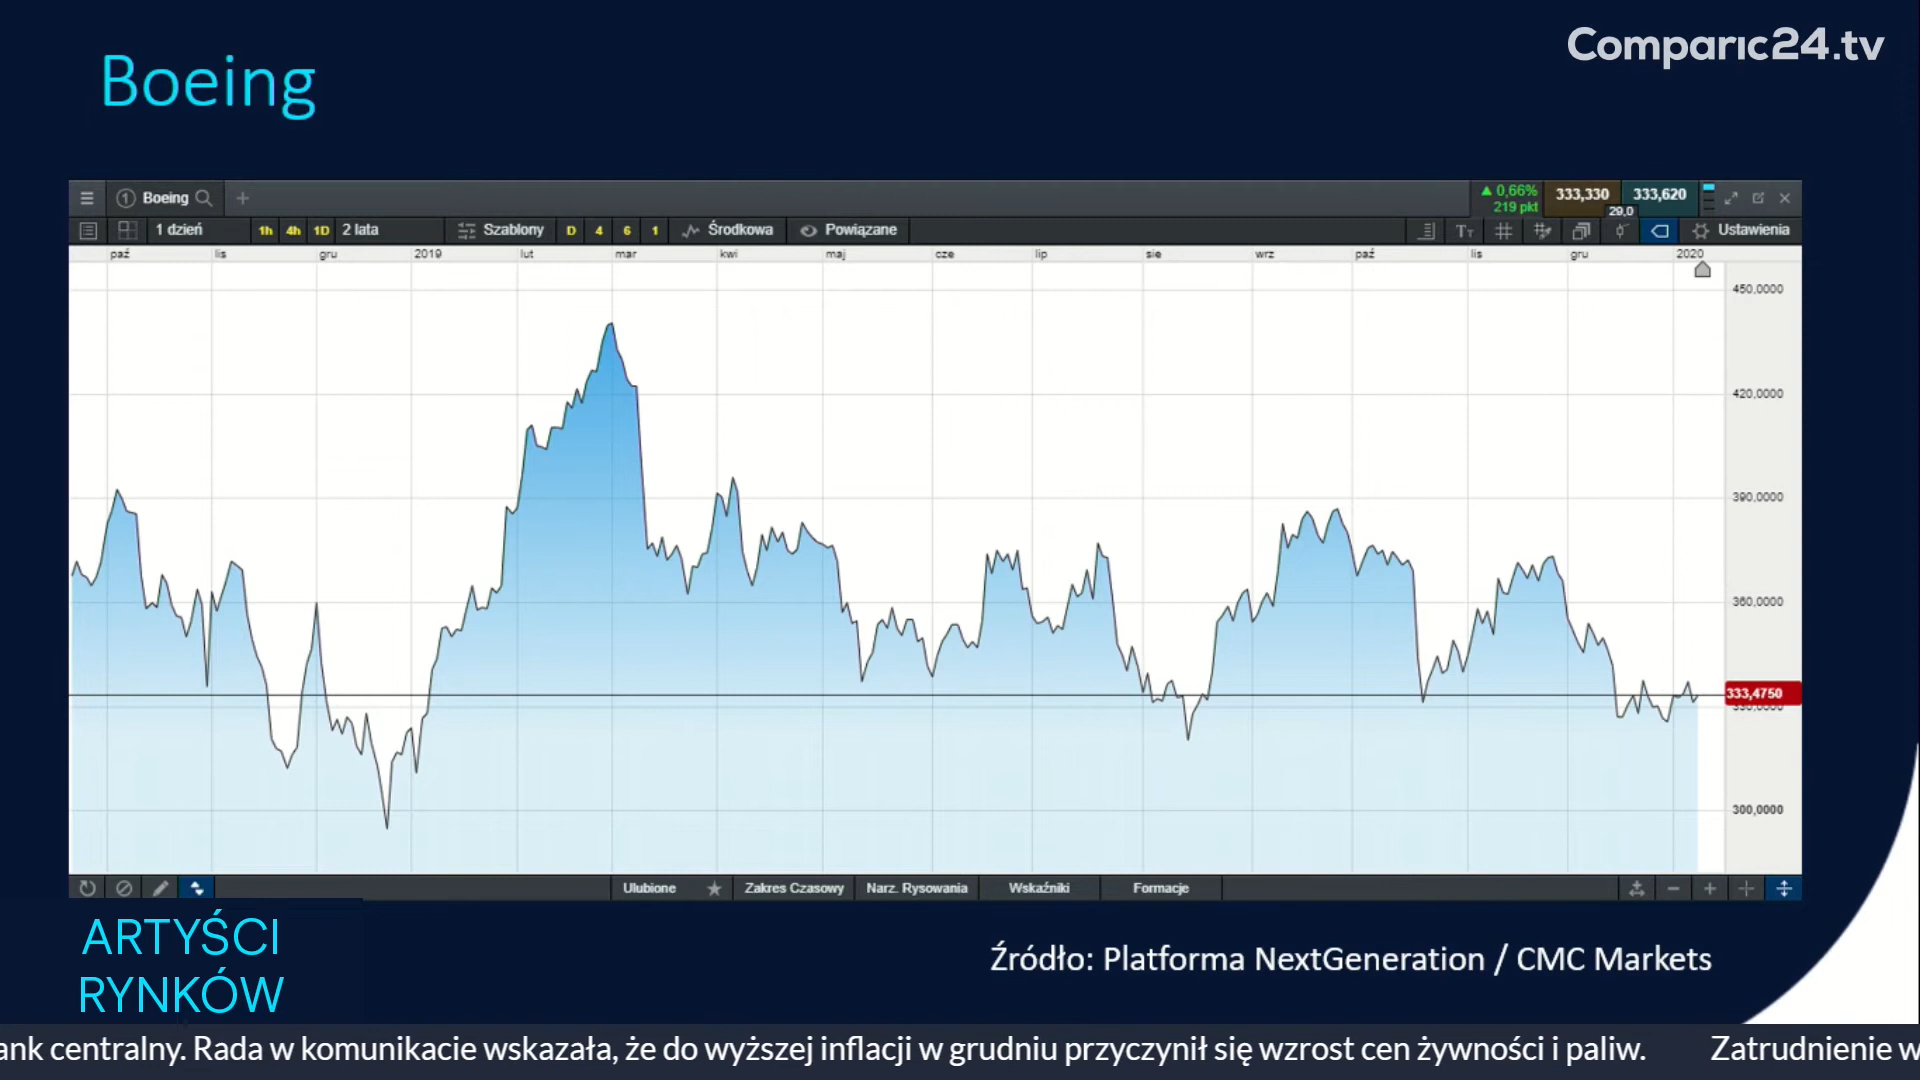 Boeing
Comparic24.tv
1 Boeing
0,66%
219 pkt
333,330
333,620
29,0
1 dzień
1h 4h 1D 2 lata
Szablony
D 4 6 1
Środkowa
Powiązane
Tт
Ustawienia
paź lis gru 2019 lut mar kwi maj cze lip sie wrz paź lis gru 2020
450,0000
420,0000
390,0000
360,0000
333,4750
330,0000
300,0000
Ulubione
Zakres Czasowy
Narz. Rysowania
Wskaźniki
Formacje
ARTYŚCI
RYNKÓW
Źródło: Platforma NextGeneration / CMC Markets
ank centralny. Rada w komunikacie wskazała, że do wyższej inflacji w grudniu przyczynił się wzrost cen żywności i paliw. Zatrudnienie w